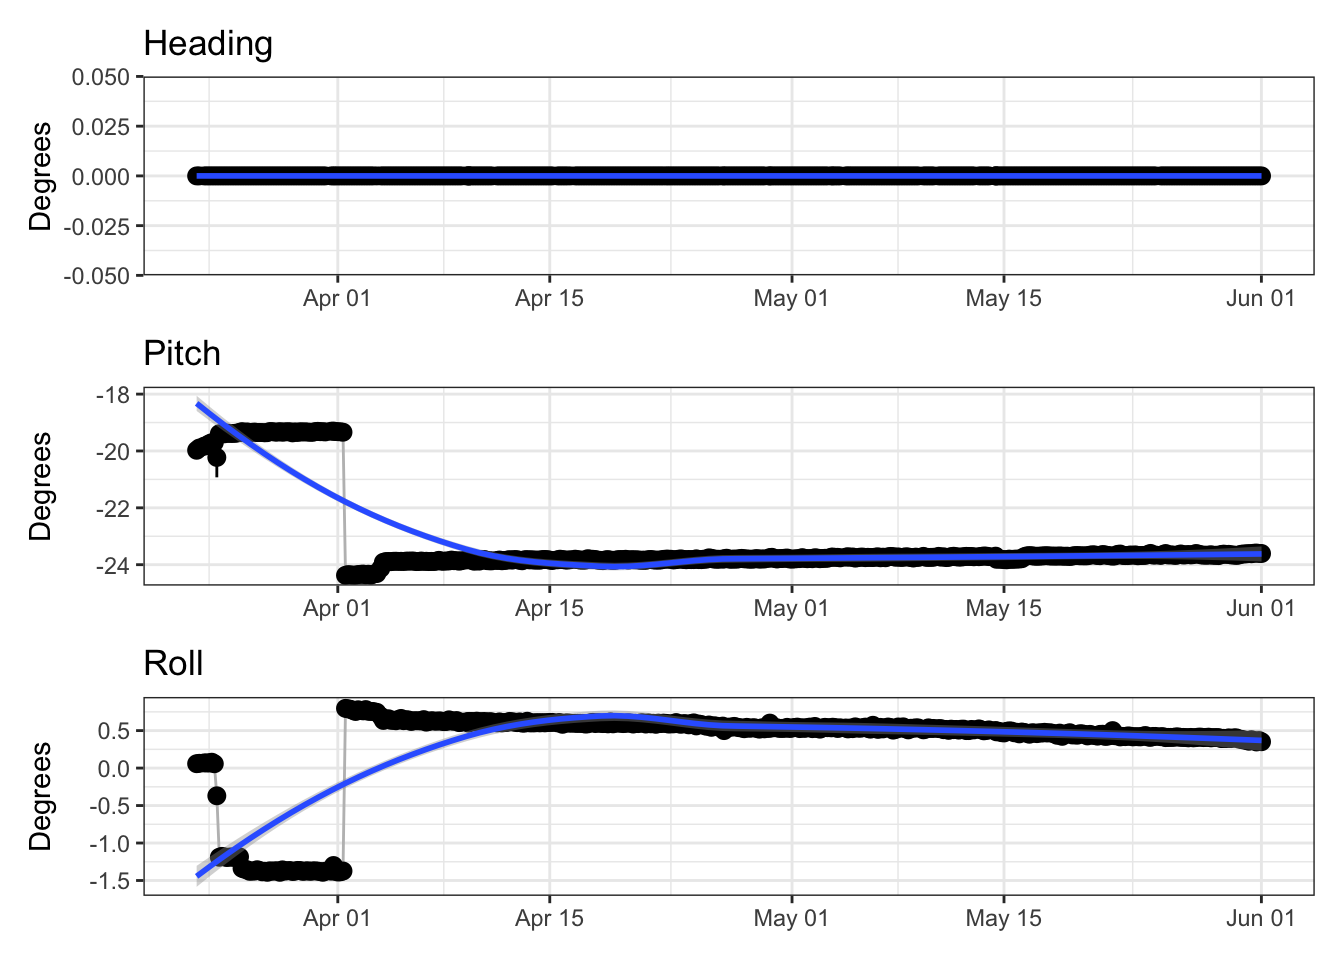 Heading
Degrees
0.050
0.025
0.000
-0.025
-0.050
Apr 01 Apr 15 May 01 May 15 Jun 01
Pitch
Degrees
-18
-20
-22
-24
Apr 01 Apr 15 May 01 May 15 Jun 01
Roll
Degrees
0.5
0.0
-0.5
-1.0
-1.5
Apr 01 Apr 15 May 01 May 15 Jun 01